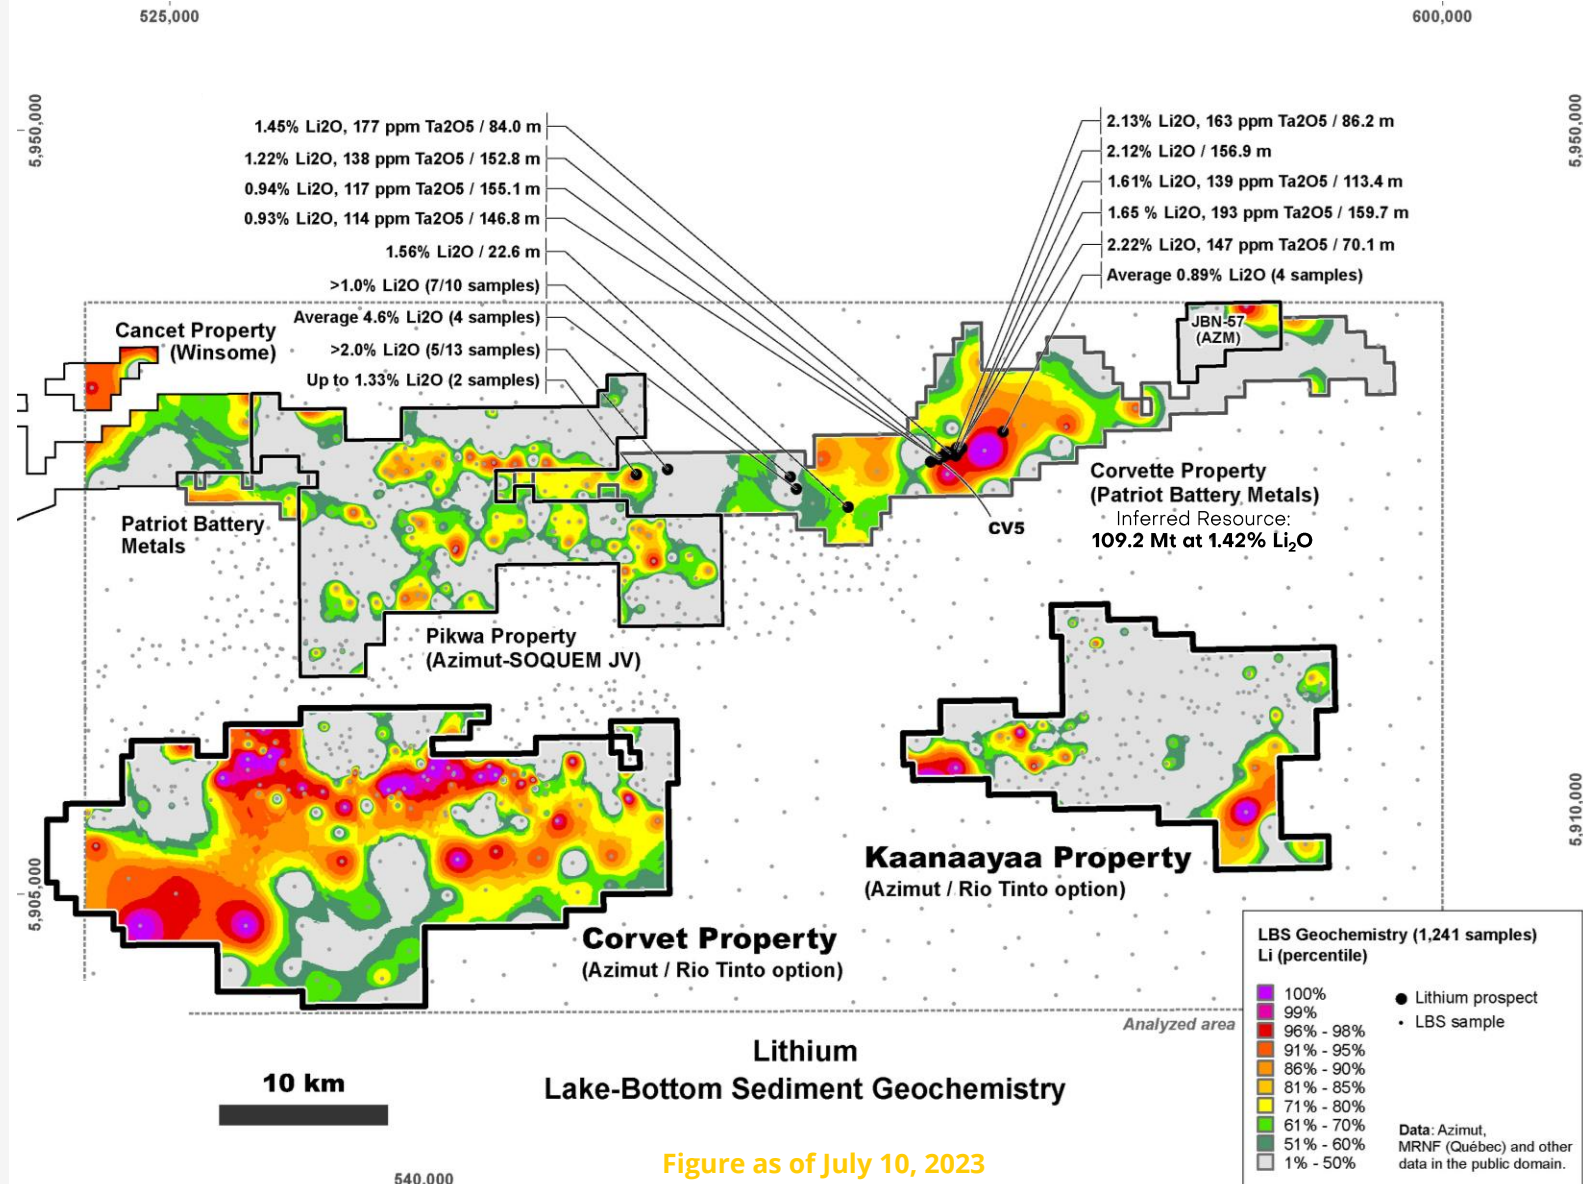 525,000
600,000
5,950,000
5,950,000
1.45% Li2O, 177 ppm Ta2O5 / 84.0 m
1.22% Li2O, 138 ppm Ta2O5 / 152.8 m
0.94% Li2O, 117 ppm Ta2O5 / 155.1 m
0.93% Li2O, 114 ppm Ta2O5 / 146.8 m
1.56% Li2O / 22.6 m
>1.0% Li2O (7/10 samples)
Average 4.6% Li2O (4 samples)
>2.0% Li2O (5/13 samples)
Up to 1.33% Li2O (2 samples)
2.13% Li2O, 163 ppm Ta2O5 / 86.2 m
2.12% Li2O / 156.9 m
1.61% Li2O, 139 ppm Ta2O5 / 113.4 m
1.65 % Li2O, 193 ppm Ta2O5 / 159.7 m
2.22% Li2O, 147 ppm Ta2O5 / 70.1 m
Average 0.89% Li2O (4 samples)
Cancet Property
(Winsome)
JBN-57
(AZM)
Patriot Battery
Metals
CV5
Corvette Property
(Patriot Battery Metals)
Inferred Resource:
109.2 Mt at 1.42% Li₂O
Pikwa Property
(Azimut-SOQUEM JV)
5,910,000
5,905,000
Kaanaayaa Property
(Azimut / Rio Tinto option)
Corvet Property
(Azimut / Rio Tinto option)
Analyzed area
Lithium
Lake-Bottom Sediment Geochemistry
10 km
LBS Geochemistry (1,241 samples)
Li (percentile)
100%
99%
96% - 98%
91% - 95%
86% - 90%
81% - 85%
71% - 80%
61% - 70%
51% - 60%
1% - 50%
Lithium prospect
LBS sample
Data: Azimut,
MRNF (Québec) and other
data in the public domain.
Figure as of July 10, 2023
540,000